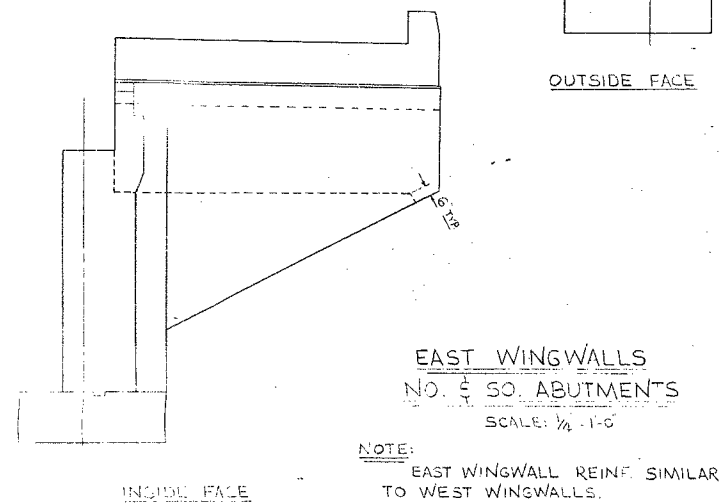 OUTSIDE FACE
6" TYP
EAST WINGWALLS
NO. & SO. ABUTMENTS
SCALE: 1/4" = 1'-0"
NOTE:
EAST WINGWALL REINF. SIMILAR
TO WEST WINGWALLS.
INSIDE FACE